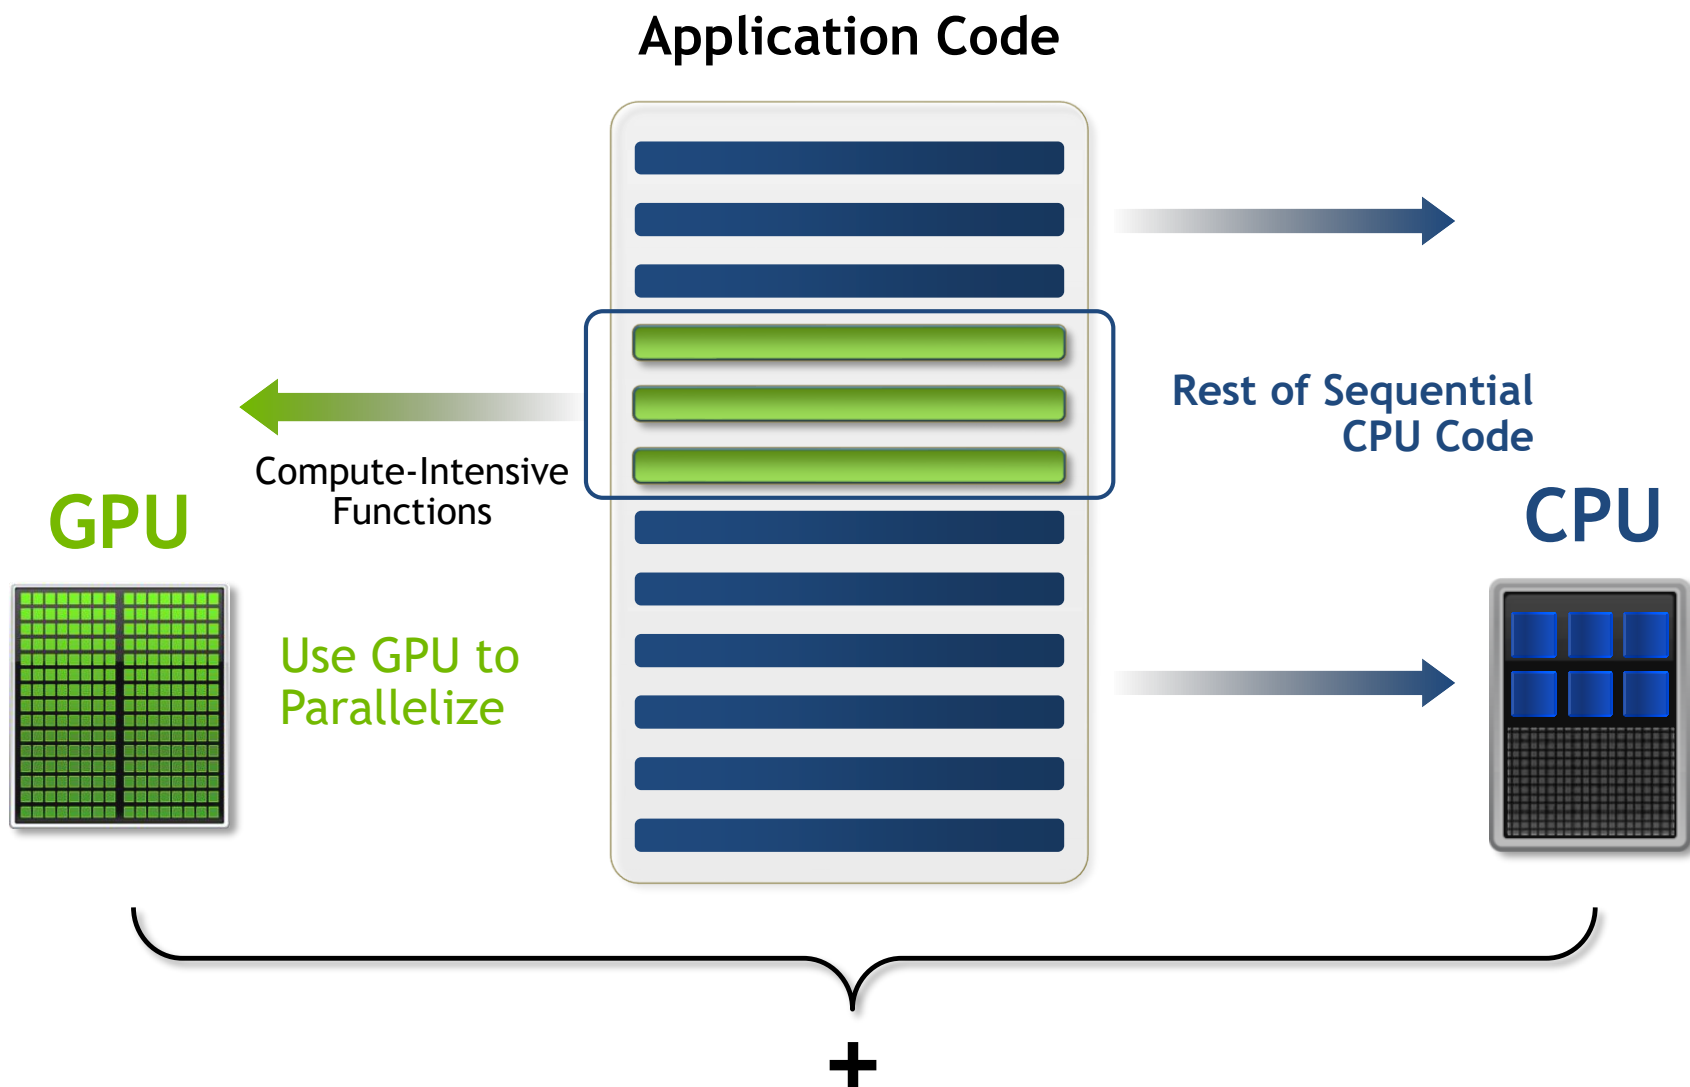 Application Code
Rest of Sequential
CPU Code
Compute-Intensive
Functions
GPU
CPU
Use GPU to
Parallelize
+